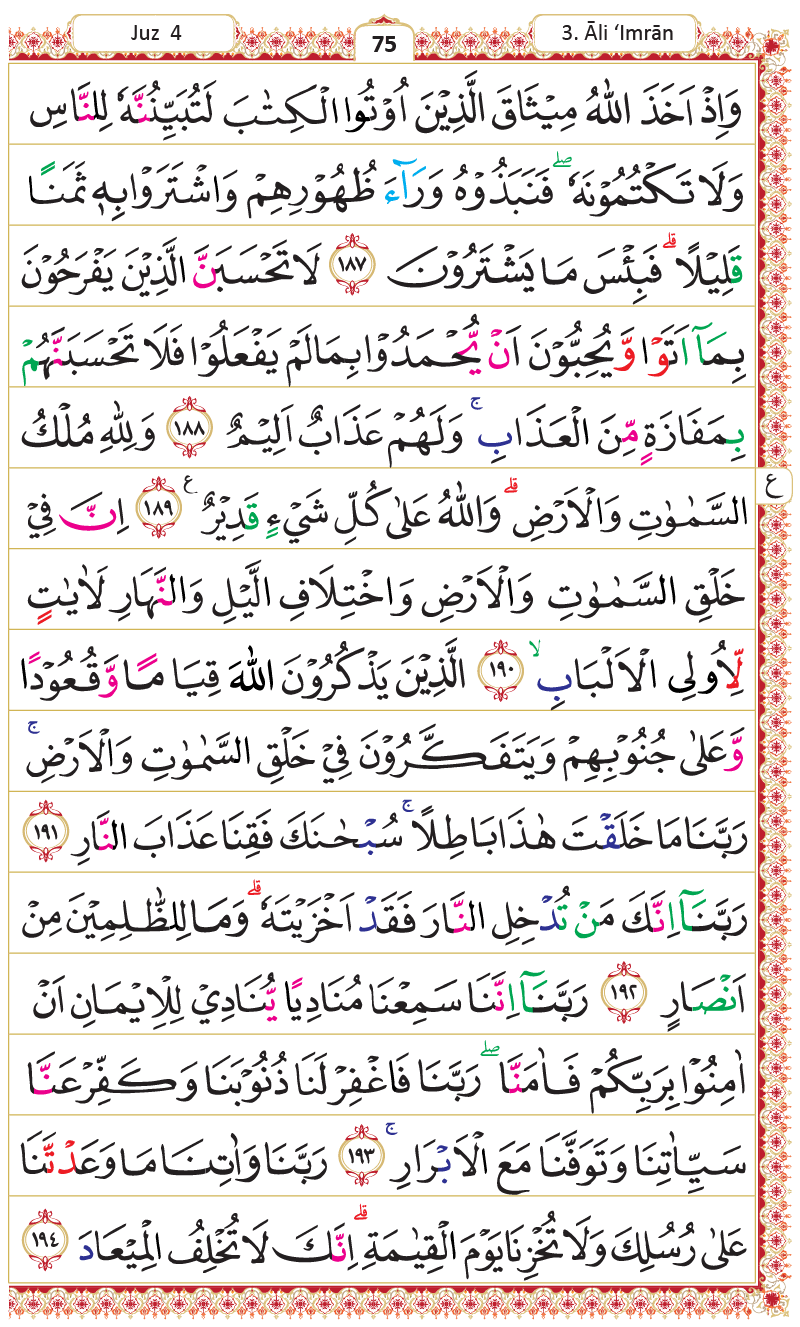 Juz 4
75
3. Āli ‘Imrān
وَاِذْ اَخَذَ اللّٰهُ مِيْثَاقَ الَّذِيْنَ اُوْتُوا الْكِتٰبَ لَتُبَيِّنُنَّهٗ لِلنَّاسِ
وَلَا تَكْتُمُوْنَهٗ ۖ فَنَبَذُوْهُ وَرَآءَ ظُهُوْرِهِمْ وَاشْتَرَوْا بِهٖ ثَمَنًا
قَلِيْلًا ۗ فَبِئْسَ مَا يَشْتَرُوْنَ ١٨٧ لَا تَحْسَبَنَّ الَّذِيْنَ يَفْرَحُوْنَ
بِمَآ اَتَوْا وَّيُحِبُّوْنَ اَنْ يُّحْمَدُوْا بِمَا لَمْ يَفْعَلُوْا فَلَا تَحْسَبَنَّهُمْ
بِمَفَازَةٍ مِّنَ الْعَذَابِ ۚ وَلَهُمْ عَذَابٌ اَلِيْمٌ ١٨٨ وَلِلّٰهِ مُلْكُ
السَّمٰوٰتِ وَالْاَرْضِ ۗ وَاللّٰهُ عَلٰى كُلِّ شَيْءٍ قَدِيْرٌ ع ١٨٩ اِنَّ فِيْ
ع
خَلْقِ السَّمٰوٰتِ وَالْاَرْضِ وَاخْتِلَافِ الَّيْلِ وَالنَّهَارِ لَاٰيٰتٍ
لِّاُولِى الْاَلْبَابِ ۙ ١٩٠ الَّذِيْنَ يَذْكُرُوْنَ اللّٰهَ قِيَامًا وَّقُعُوْدًا
وَّعَلٰى جُنُوْبِهِمْ وَيَتَفَكَّرُوْنَ فِيْ خَلْقِ السَّمٰوٰتِ وَالْاَرْضِ ۚ
رَبَّنَا مَا خَلَقْتَ هٰذَا بَاطِلًا ۚ سُبْحٰنَكَ فَقِنَا عَذَابَ النَّارِ ١٩١
رَبَّنَآ اِنَّكَ مَنْ تُدْخِلِ النَّارَ فَقَدْ اَخْزَيْتَهٗ ۗ وَمَا لِلظّٰلِمِيْنَ مِنْ
اَنْصَارٍ ١٩٢ رَبَّنَآ اِنَّنَا سَمِعْنَا مُنَادِيًا يُّنَادِيْ لِلْاِيْمَانِ اَنْ
اٰمِنُوْا بِرَبِّكُمْ فَاٰمَنَّا ۖ رَبَّنَا فَاغْفِرْ لَنَا ذُنُوْبَنَا وَكَفِّرْ عَنَّا
سَيِّاٰتِنَا وَتَوَفَّنَا مَعَ الْاَبْرَارِ ۚ ١٩٣ رَبَّنَا وَاٰتِنَا مَا وَعَدْتَّنَا
عَلٰى رُسُلِكَ وَلَا تُخْزِنَا يَوْمَ الْقِيٰمَةِ ۗ اِنَّكَ لَا تُخْلِفُ الْمِيْعَادَ ١٩٤